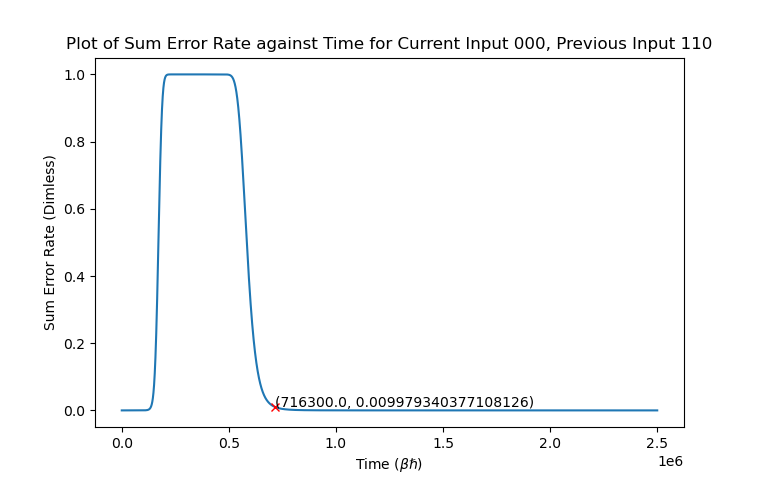 Plot of Sum Error Rate against Time for Current Input 000, Previous Input 110
1.0
0.8
0.6
0.4
0.2
0.0
Sum Error Rate (Dimless)
(716300.0, 0.009979340377108126)
0.0 0.5 1.0 1.5 2.0 2.5
1e6
Time (βℏ)